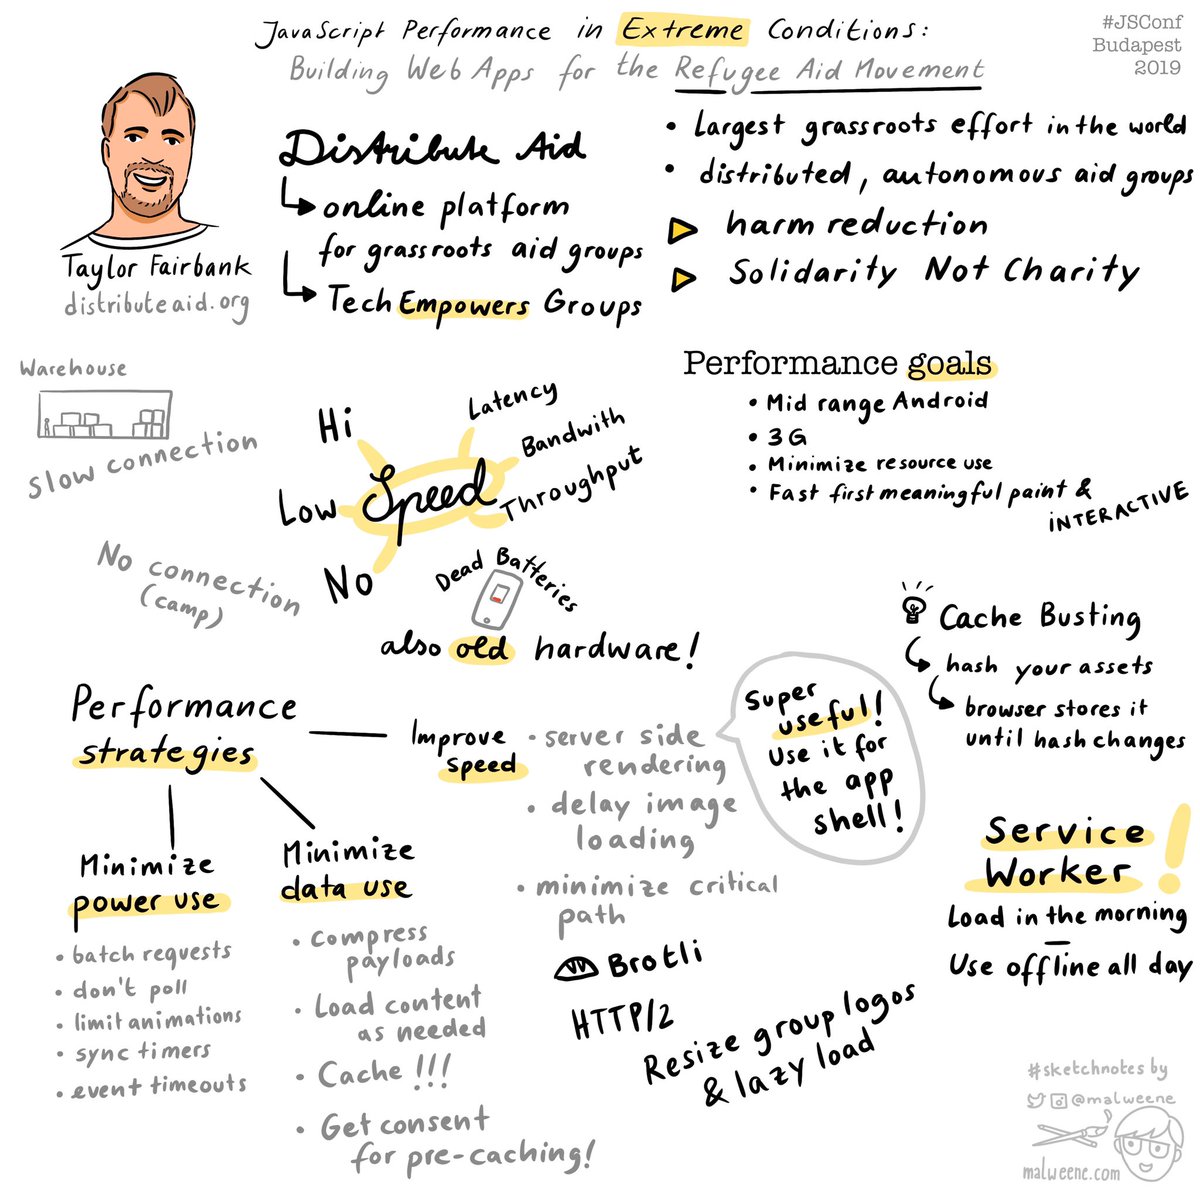 JavaScript Performance in Extreme Conditions:
Building Web Apps for the Refugee Aid Movement
#JSConf
Budapest
2019
Taylor Fairbank
distributeaid.org
Distribute Aid
online platform
for grassroots aid groups
Tech Empowers Groups
• Largest grassroots effort in the world
• distributed, autonomous aid groups
harm reduction
Solidarity Not Charity
Warehouse
slow connection
No connection
(camp)
Hi
Low
No
Speed
Latency
Bandwith
Throughput
Dead Batteries
also old hardware!
Performance goals
• Mid range Android
• 3G
• Minimize resource use
• Fast first meaningful paint &
INTERACTIVE
Cache Busting
hash your assets
browser stores it
until hash changes
Performance
strategies
Improve
speed
• server side
rendering
• delay image
loading
• minimize critical
path
Brotli
HTTP/2
Resize group logos
& lazy load
Super
useful!
Use it for
the app
shell!
Minimize
power use
• batch requests
• don't poll
• limit animations
• sync timers
• event timeouts
Minimize
data use
• compress
payloads
• Load content
as needed
• Cache !!!
• Get consent
for pre-caching!
Service
Worker
!
Load in the morning
Use offline all day
#sketchnotes by
@malweene
malweene.com